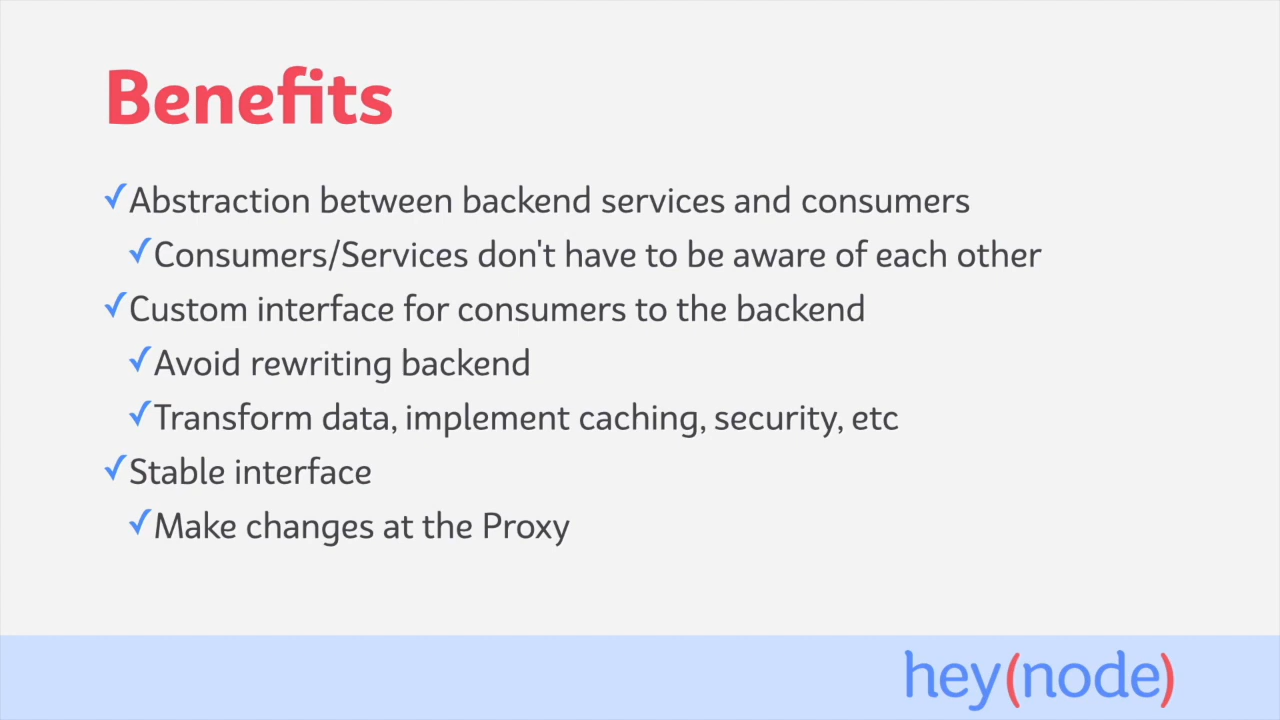 Benefits
✓Abstraction between backend services and consumers
✓Consumers/Services don't have to be aware of each other
✓Custom interface for consumers to the backend
✓Avoid rewriting backend
✓Transform data, implement caching, security, etc
✓Stable interface
✓Make changes at the Proxy
hey(node)